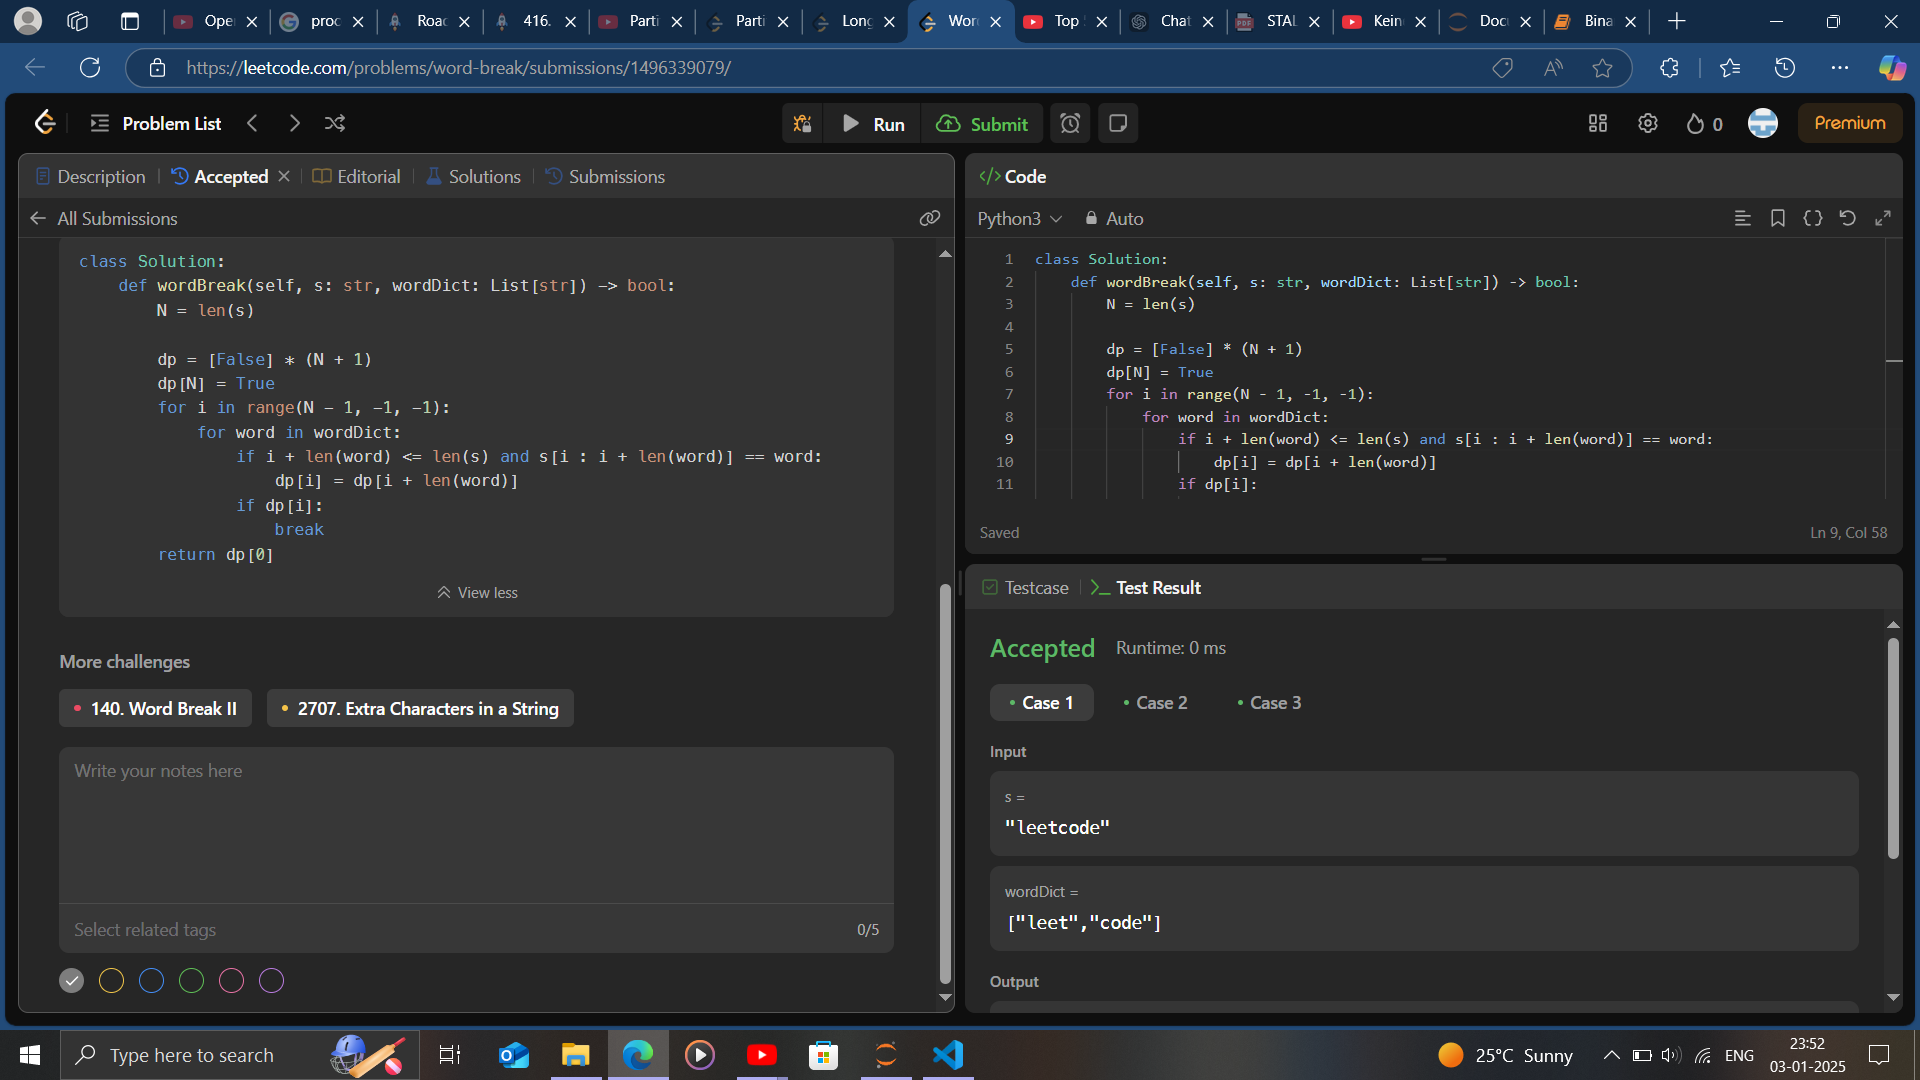 Oper
proc
Road
416.
Parti
Parti
Long
Word
Top
Chat
STAL
Kein
Docu
Bina
https://leetcode.com/problems/word-break/submissions/1496339079/
Problem List
Run
Submit
0
Premium
Description
Accepted
Editorial
Solutions
Submissions
All Submissions
class Solution:
def wordBreak(self, s: str, wordDict: List[str]) -> bool:
N = len(s)
dp = [False] * (N + 1)
dp[N] = True
for i in range(N - 1, -1, -1):
for word in wordDict:
if i + len(word) <= len(s) and s[i : i + len(word)] == word:
dp[i] = dp[i + len(word)]
if dp[i]:
break
return dp[0]
View less
More challenges
140. Word Break II
2707. Extra Characters in a String
Write your notes here
Select related tags
0/5
</> Code
Python3
Auto
1 class Solution:
2 def wordBreak(self, s: str, wordDict: List[str]) -> bool:
3 N = len(s)
4
5 dp = [False] * (N + 1)
6 dp[N] = True
7 for i in range(N - 1, -1, -1):
8 for word in wordDict:
9 if i + len(word) <= len(s) and s[i : i + len(word)] == word:
10 dp[i] = dp[i + len(word)]
11 if dp[i]:
Saved
Ln 9, Col 58
Testcase
Test Result
Accepted
Runtime: 0 ms
Case 1
Case 2
Case 3
Input
s =
"leetcode"
wordDict =
["leet","code"]
Output
Type here to search
25°C Sunny
ENG
23:52
03-01-2025